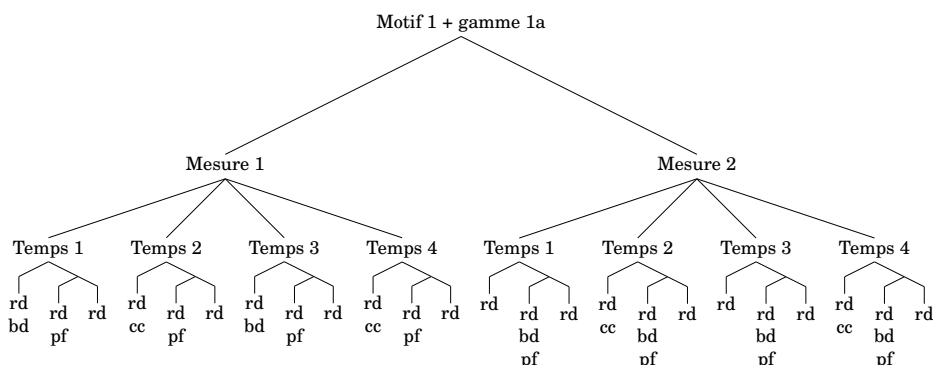 Motif 1 + gamme 1a
Mesure 1 Mesure 2
Temps 1 Temps 2 Temps 3 Temps 4 Temps 1 Temps 2 Temps 3 Temps 4
rd rd rd rd rd rd rd rd rd rd rd rd rd rd rd rd rd rd rd rd rd rd rd rd
bd pf cc pf bd pf cc pf bd cc bd bd cc bd
pf pf pf pf